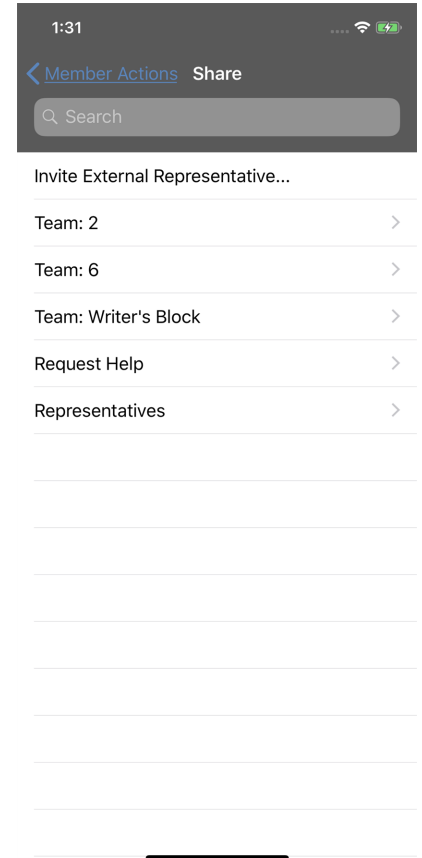 1:31
Member Actions Share
Search
Invite External Representative...
Team: 2
Team: 6
Team: Writer's Block
Request Help
Representatives